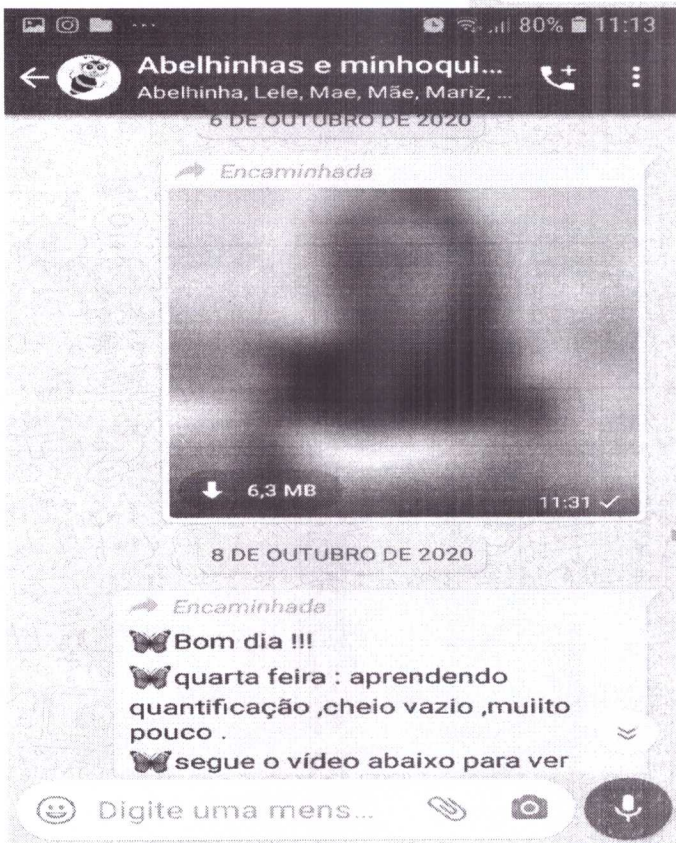 80% 11:13
Abelhinhas e minhoqui...
Abelhinha, Lele, Mae, Mãe, Mariz, ...
6 DE OUTUBRO DE 2020
Encaminhada
6,3 MB
11:31
8 DE OUTUBRO DE 2020
Encaminhada
Bom dia !!!
quarta feira : aprendendo
quantificação ,cheio vazio ,muiito
pouco .
segue o vídeo abaixo para ver
Digite uma mens...